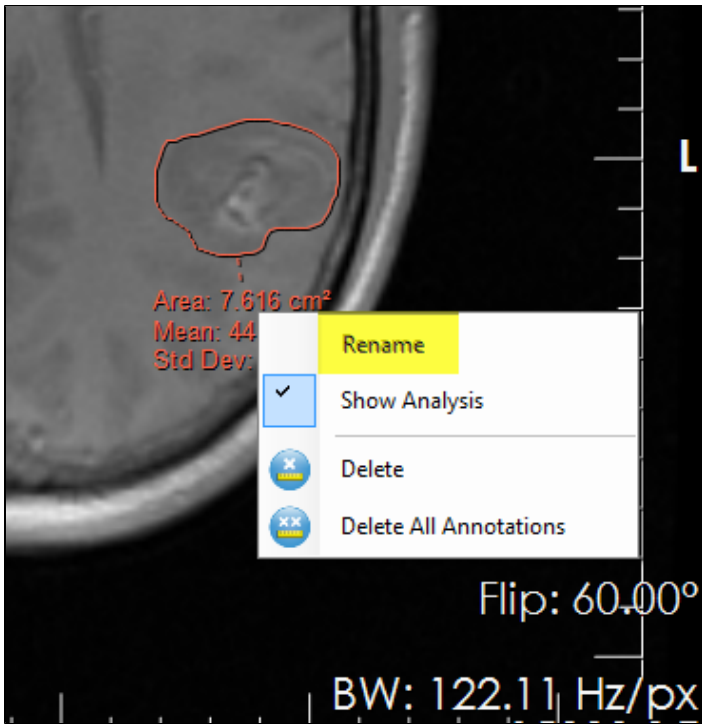 L
Area: 7.616 cm²
Mean: 44
Std Dev:
Rename
Show Analysis
Delete
Delete All Annotations
Flip: 60.00°
BW: 122.11 Hz/px